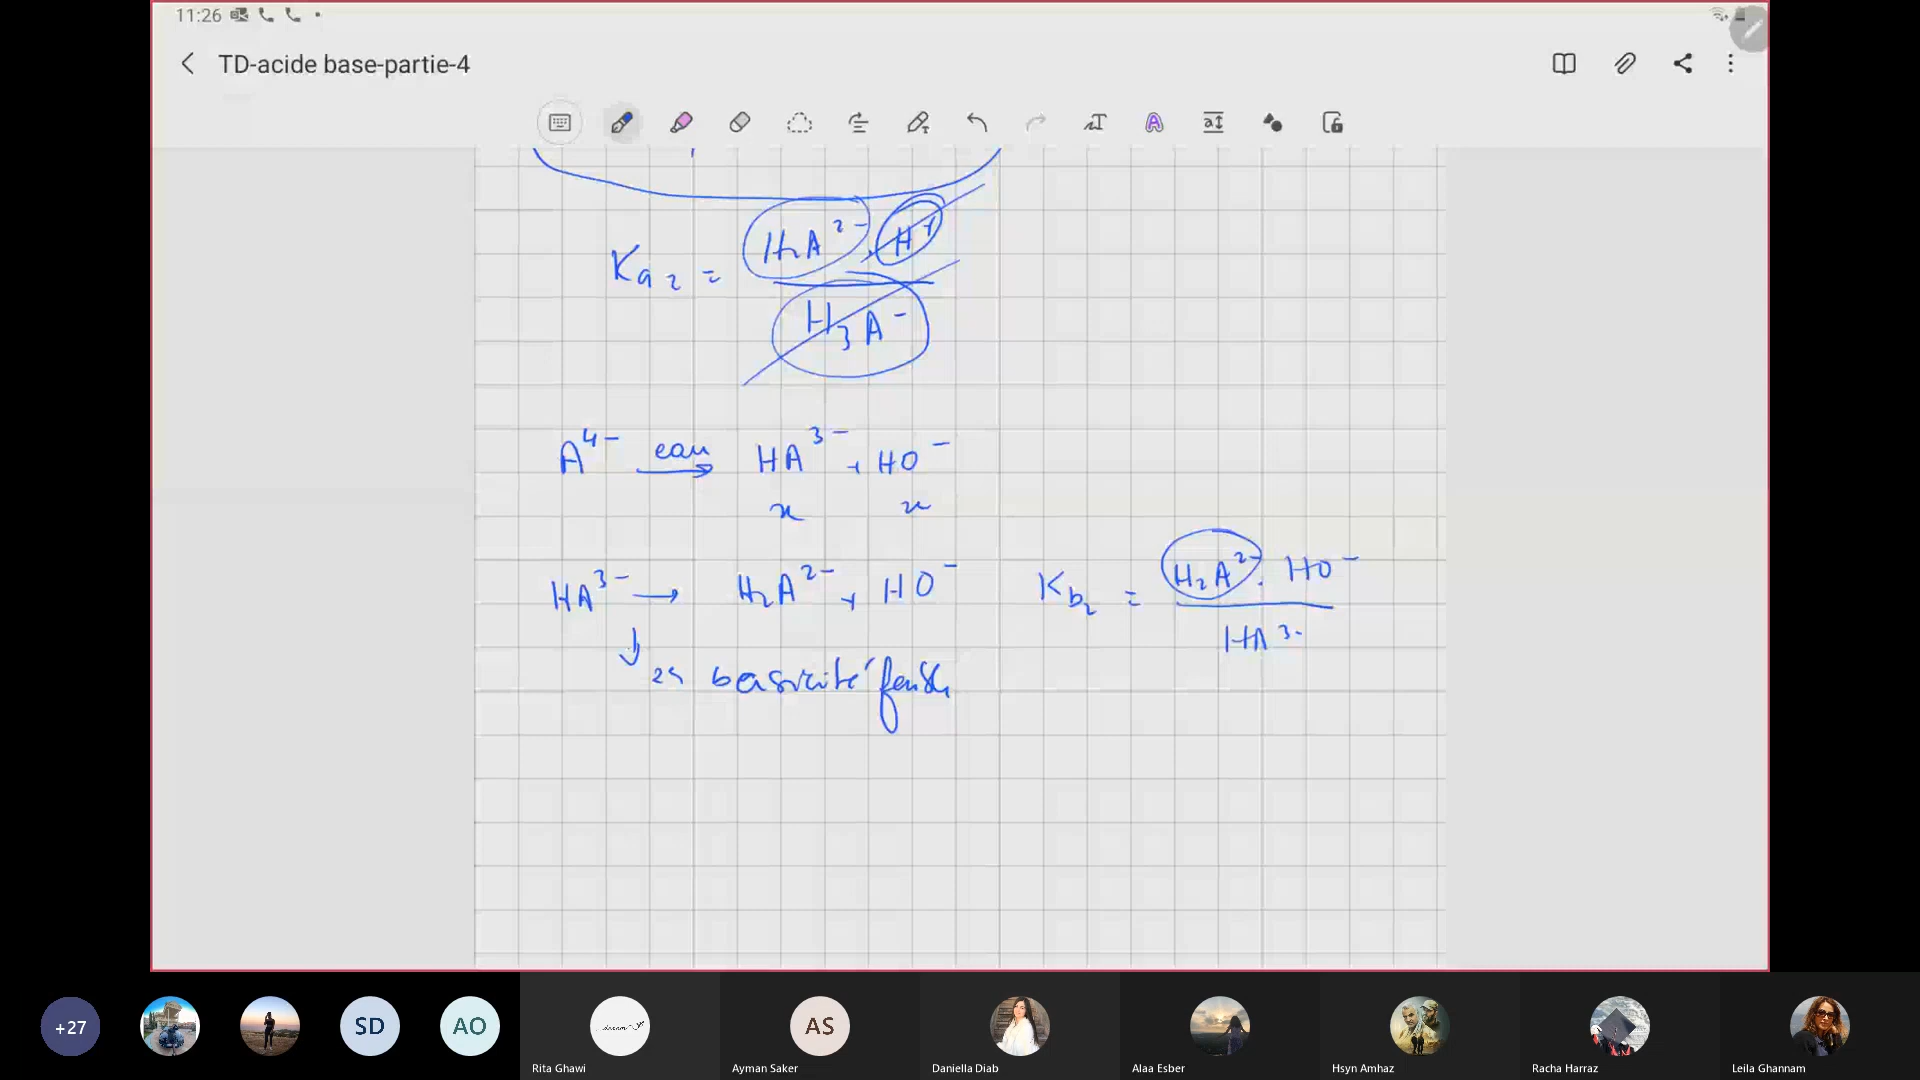 11:26
TD-acide base-partie-4
Ka2 = H2A²⁻ . H⁺ / H3A⁻
A⁴⁻ eau → HA³⁻ + HO⁻
x x
HA³⁻ → H2A²⁻ + HO⁻
Kb2 = H2A²⁻ . HO⁻ / HA³⁻
↓
basicité faible
+27
SD
AO
dream
AS
Rita Ghawi
Ayman Saker
Daniella Diab
Alaa Esber
Hsyn Amhaz
Racha Harraz
Leila Ghannam